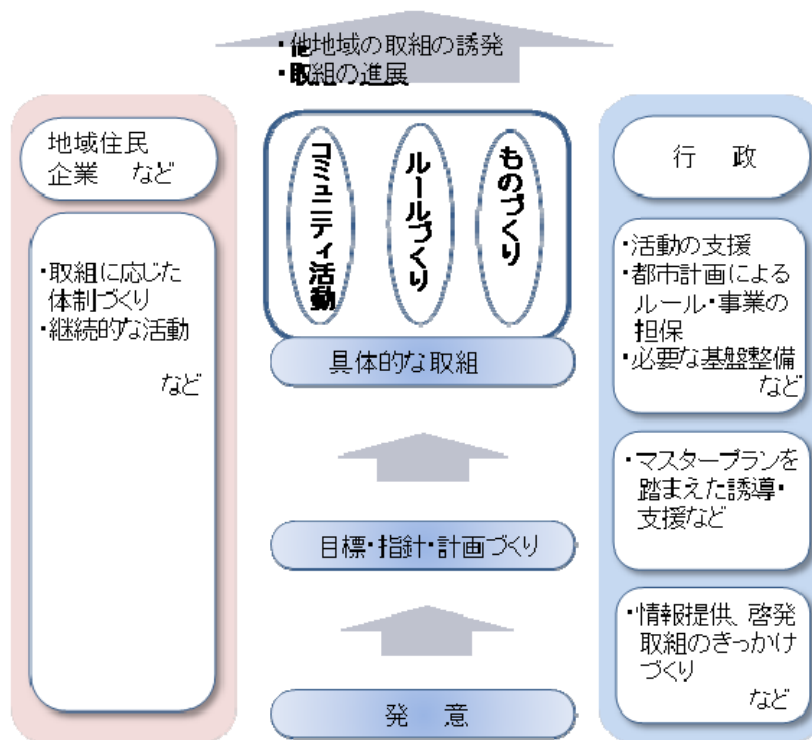 ・他地域の取組の誘発
・取組の進展
地域住民
企業 など
・取組に応じた
体制づくり
・継続的な活動
など
コミュニティ活動
ルールづくり
ものづくり
具体的な取組
目標・指針・計画づくり
発 意
行 政
・活動の支援
・都市計画による
ルール・事業の
担保
・必要な基盤整備
など
・マスタープランを
踏まえた誘導・
支援など
・情報提供、啓発
取組のきっかけ
づくり
など